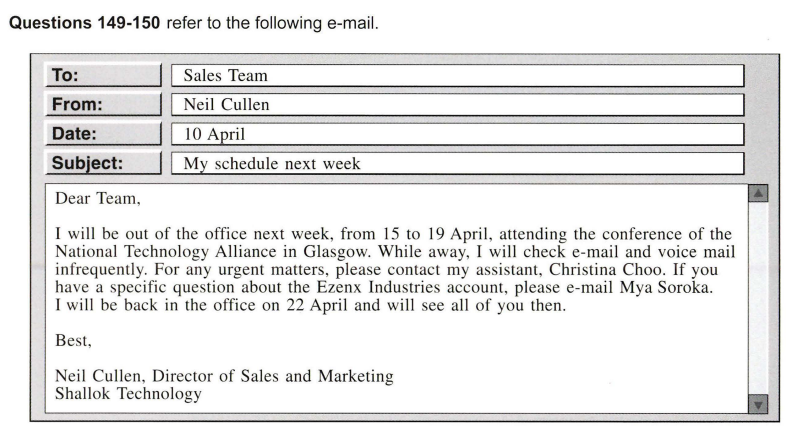 Questions 149-150 refer to the following e-mail.
To:
Sales Team
From:
Neil Cullen
Date:
10 April
Subject:
My schedule next week
Dear Team,
I will be out of the office next week, from 15 to 19 April, attending the conference of the
National Technology Alliance in Glasgow. While away, I will check e-mail and voice mail
infrequently. For any urgent matters, please contact my assistant, Christina Choo. If you
have a specific question about the Ezenx Industries account, please e-mail Mya Soroka.
I will be back in the office on 22 April and will see all of you then.
Best,
Neil Cullen, Director of Sales and Marketing
Shallok Technology